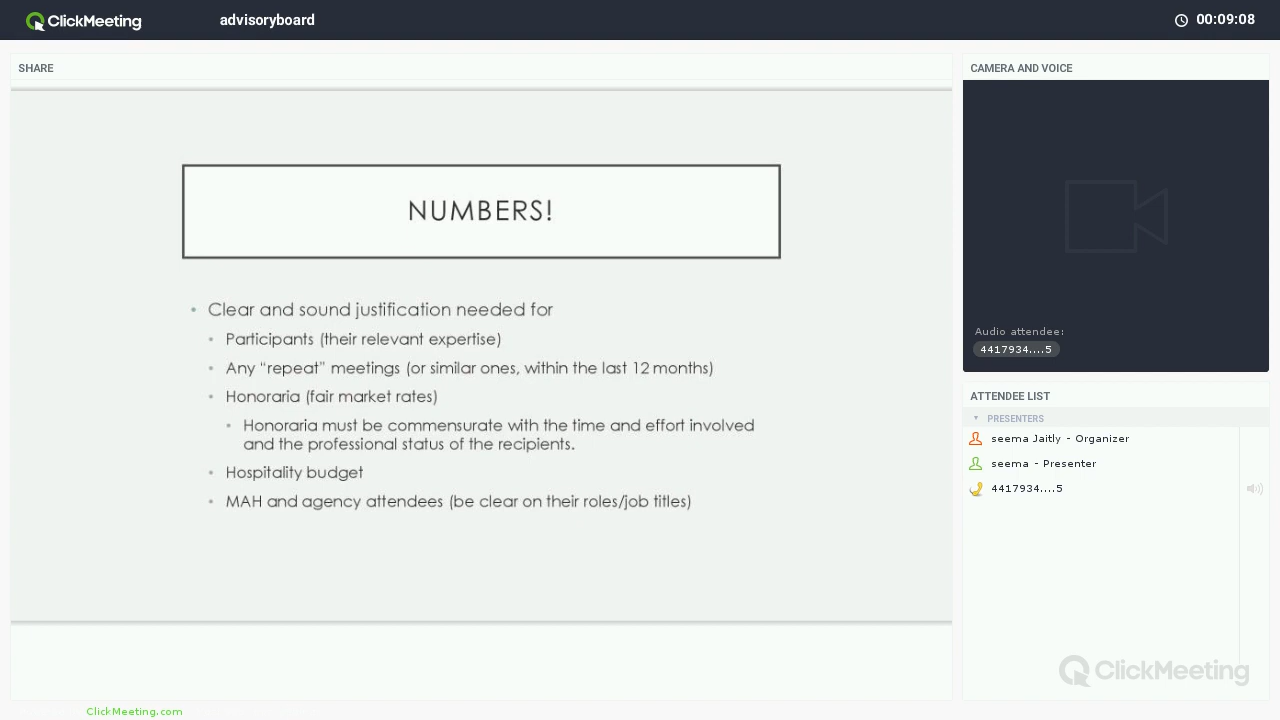 ClickMeeting
advisoryboard
00:09:08
SHARE
NUMBERS!
• Clear and sound justification needed for
• Participants (their relevant expertise)
• Any “repeat” meetings (or similar ones, within the last 12 months)
• Honoraria (fair market rates)
• Honoraria must be commensurate with the time and effort involved
and the professional status of the recipients.
• Hospitality budget
• MAH and agency attendees (be clear on their roles/job titles)
CAMERA AND VOICE
Audio attendee:
4417934....5
ATTENDEE LIST
PRESENTERS
seema Jaitly - Organizer
seema - Presenter
4417934....5
ClickMeeting
ClickMeeting.com